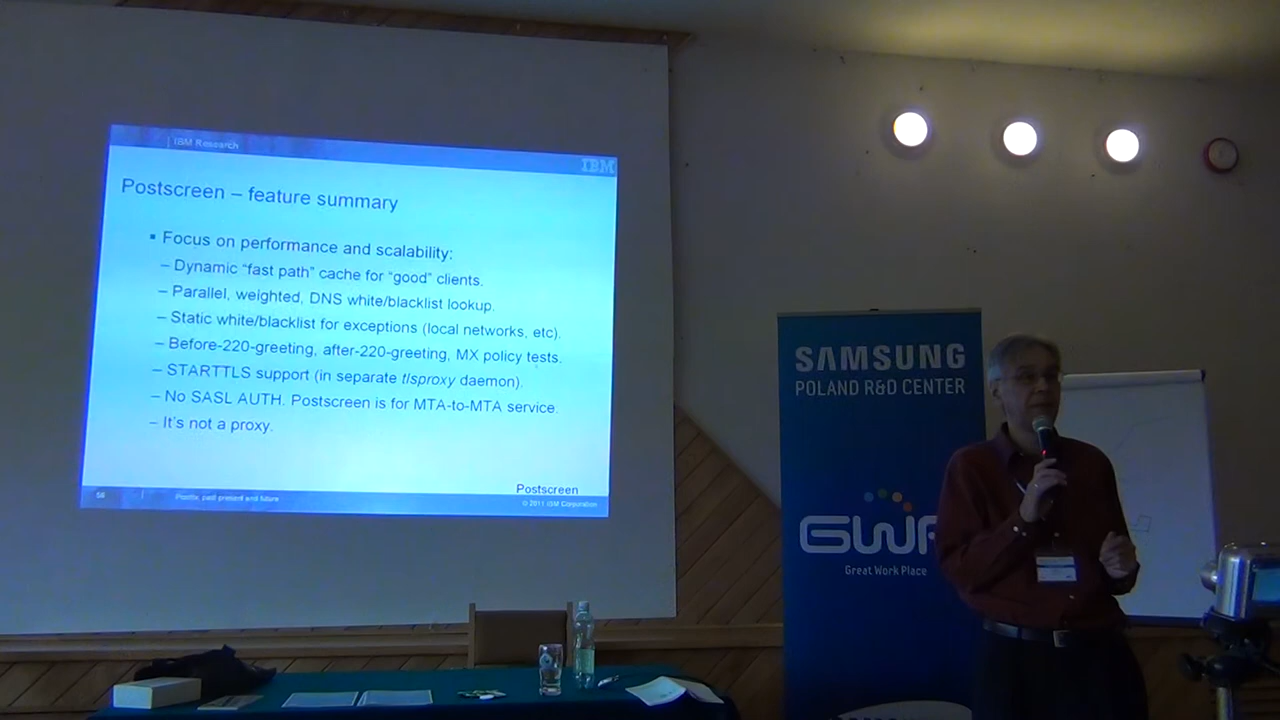 IBM Research
IBM
Postscreen – feature summary
▪ Focus on performance and scalability:
– Dynamic “fast path” cache for “good” clients.
– Parallel, weighted, DNS white/blacklist lookup.
– Static white/blacklist for exceptions (local networks, etc).
– Before-220-greeting, after-220-greeting, MX policy tests.
– STARTTLS support (in separate tlsproxy daemon).
– No SASL AUTH. Postscreen is for MTA-to-MTA service.
– It’s not a proxy.
Postscreen
56
Postfix, past present and future
© 2011 IBM Corporation
SAMSUNG
POLAND R&D CENTER
GWP
Great Work Place